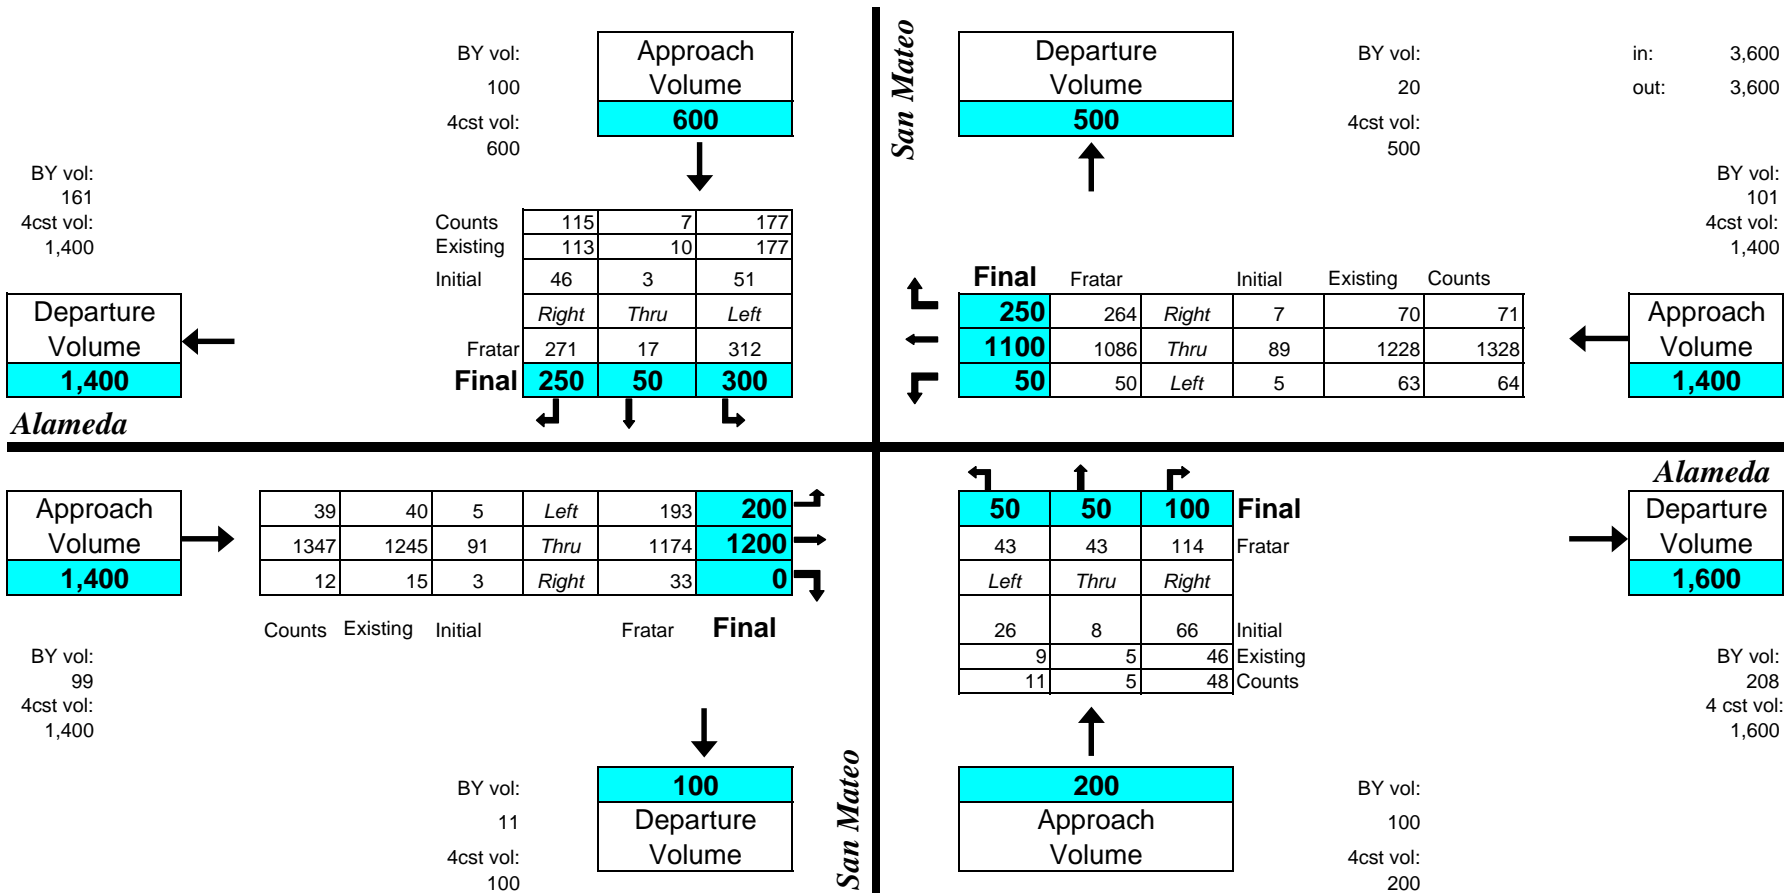 BY vol:
100
4cst vol:
600
Approach
Volume
600
San Mateo
Departure
Volume
500
BY vol:
20
4cst vol:
500
in: 3,600
out: 3,600
BY vol:
161
4cst vol:
1,400
BY vol:
101
4cst vol:
1,400
Counts 115 7 177
Existing 113 10 177
Initial 46 3 51
Right Thru Left
Fratar 271 17 312
Final 250 50 300
Departure
Volume
1,400
Alameda
Final Fratar Initial Existing Counts
250 264 Right 7 70 71
1100 1086 Thru 89 1228 1328
50 50 Left 5 63 64
Approach
Volume
1,400
Approach
Volume
1,400
39 40 5 Left 193 200
1347 1245 91 Thru 1174 1200
12 15 3 Right 33 0
Counts Existing Initial Fratar Final
BY vol:
99
4cst vol:
1,400
50 50 100 Final
43 43 114 Fratar
Left Thru Right
26 8 66 Initial
9 5 46 Existing
11 5 48 Counts
Alameda
Departure
Volume
1,600
BY vol:
208
4 cst vol:
1,600
BY vol:
11
4cst vol:
100
100
Departure
Volume
San Mateo
200
Approach
Volume
BY vol:
100
4cst vol:
200